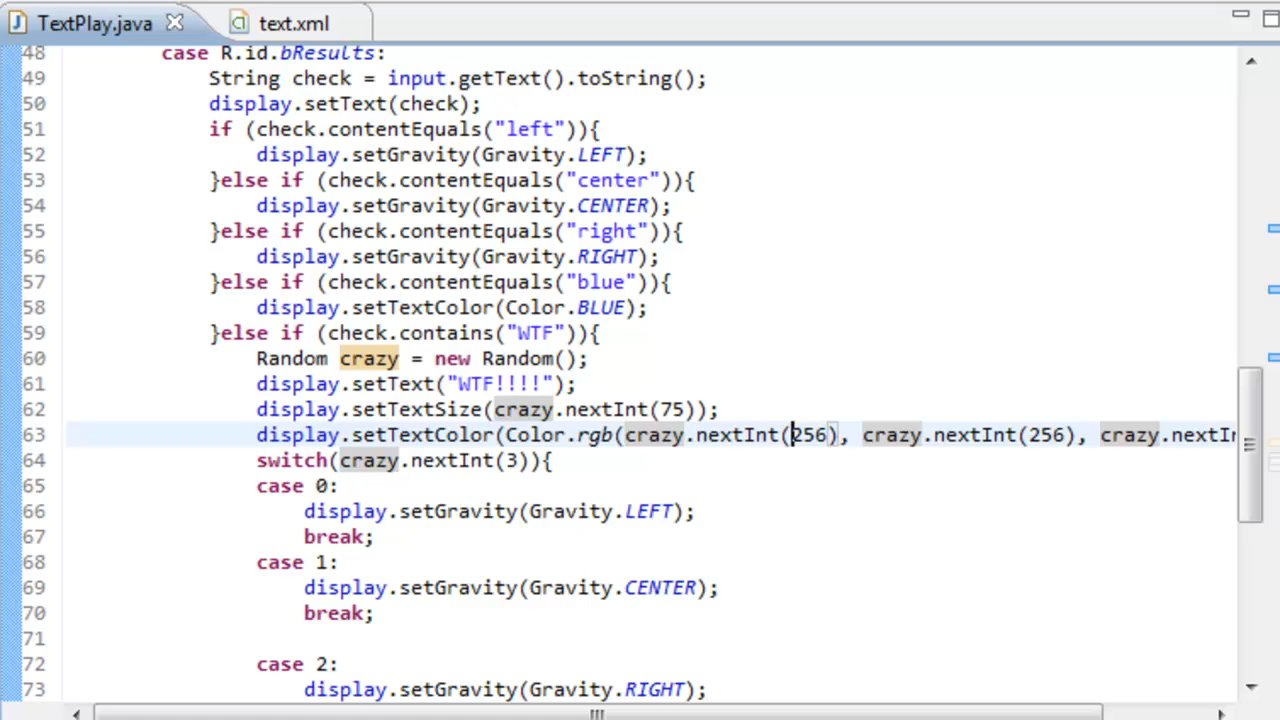 TextPlay.java
text.xml
48 case R.id.bResults:
49 String check = input.getText().toString();
50 display.setText(check);
51 if (check.contentEquals("left")){
52 display.setGravity(Gravity.LEFT);
53 }else if (check.contentEquals("center")){
54 display.setGravity(Gravity.CENTER);
55 }else if (check.contentEquals("right")){
56 display.setGravity(Gravity.RIGHT);
57 }else if (check.contentEquals("blue")){
58 display.setTextColor(Color.BLUE);
59 }else if (check.contains("WTF")){
60 Random crazy = new Random();
61 display.setText("WTF!!!!");
62 display.setTextSize(crazy.nextInt(75));
63 display.setTextColor(Color.rgb(crazy.nextInt(256), crazy.nextInt(256), crazy.nextIn
64 switch(crazy.nextInt(3)){
65 case 0:
66 display.setGravity(Gravity.LEFT);
67 break;
68 case 1:
69 display.setGravity(Gravity.CENTER);
70 break;
71
72 case 2:
73 display.setGravity(Gravity.RIGHT);